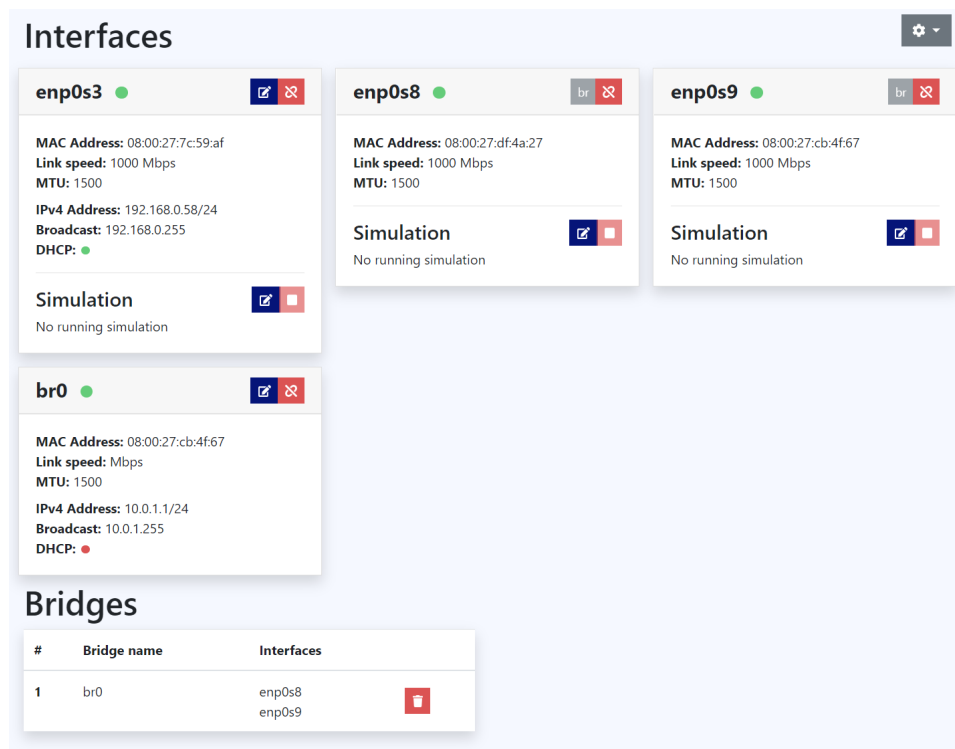 Interfaces
enp0s3
MAC Address: 08:00:27:7c:59:af
Link speed: 1000 Mbps
MTU: 1500
IPv4 Address: 192.168.0.58/24
Broadcast: 192.168.0.255
DHCP:
Simulation
No running simulation
enp0s8
br
MAC Address: 08:00:27:df:4a:27
Link speed: 1000 Mbps
MTU: 1500
Simulation
No running simulation
enp0s9
br
MAC Address: 08:00:27:cb:4f:67
Link speed: 1000 Mbps
MTU: 1500
Simulation
No running simulation
br0
MAC Address: 08:00:27:cb:4f:67
Link speed: Mbps
MTU: 1500
IPv4 Address: 10.0.1.1/24
Broadcast: 10.0.1.255
DHCP:
Bridges
# Bridge name Interfaces
1 br0 enp0s8
enp0s9